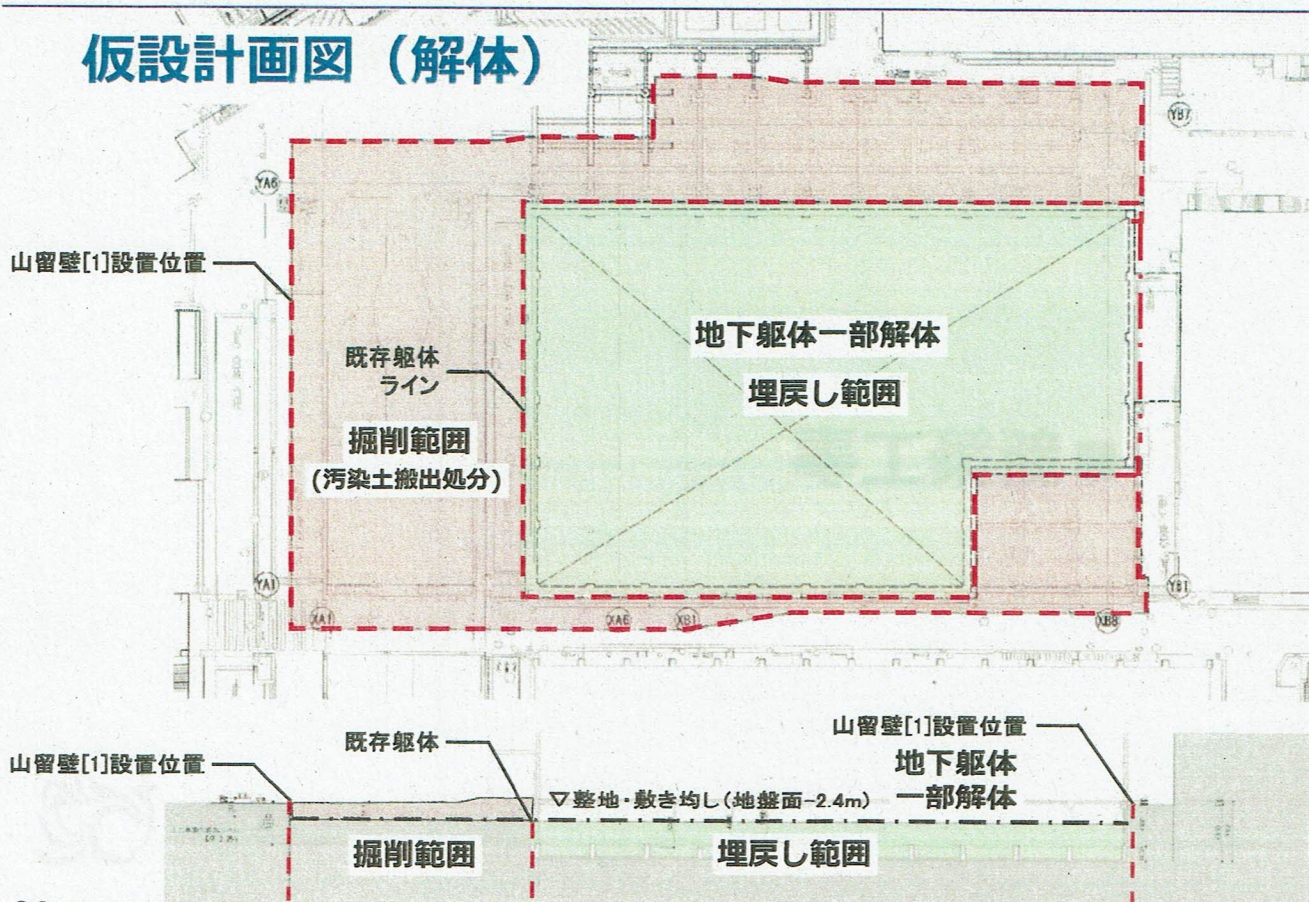 仮設計画図（解体）
YB7
YA6
山留壁[1]設置位置
地下躯体一部解体
既存躯体
ライン
埋戻し範囲
掘削範囲
(汚染土搬出処分)
YA1
YB1
XA1
XA6
XB1
XB8
山留壁[1]設置位置
既存躯体
山留壁[1]設置位置
地下躯体
一部解体
▽整地・敷き均し(地盤面-2.4m)
掘削範囲
埋戻し範囲